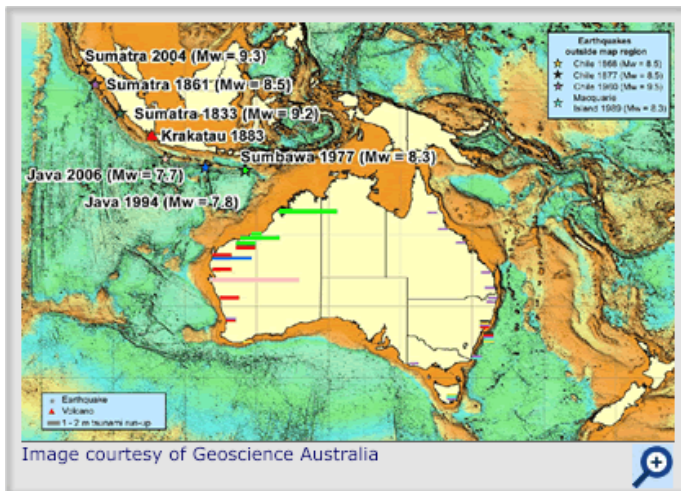 Sumatra 2004 (Mw = 9.3)
Sumatra 1861 (Mw = 8.5)
Sumatra 1833 (Mw = 9.2)
Krakatau 1883
Sumbawa 1977 (Mw = 8.3)
Java 2006 (Mw = 7.7)
Java 1994 (Mw = 7.8)
Earthquakes
outside map region
Chile 1868 (Mw = 8.5)
Chile 1877 (Mw = 8.5)
Chile 1960 (Mw = 9.5)
Macquarie
Island 1989 (Mw = 8.3)
Earthquake
Volcano
1 - 2 m tsunami run-up
Image courtesy of Geoscience Australia